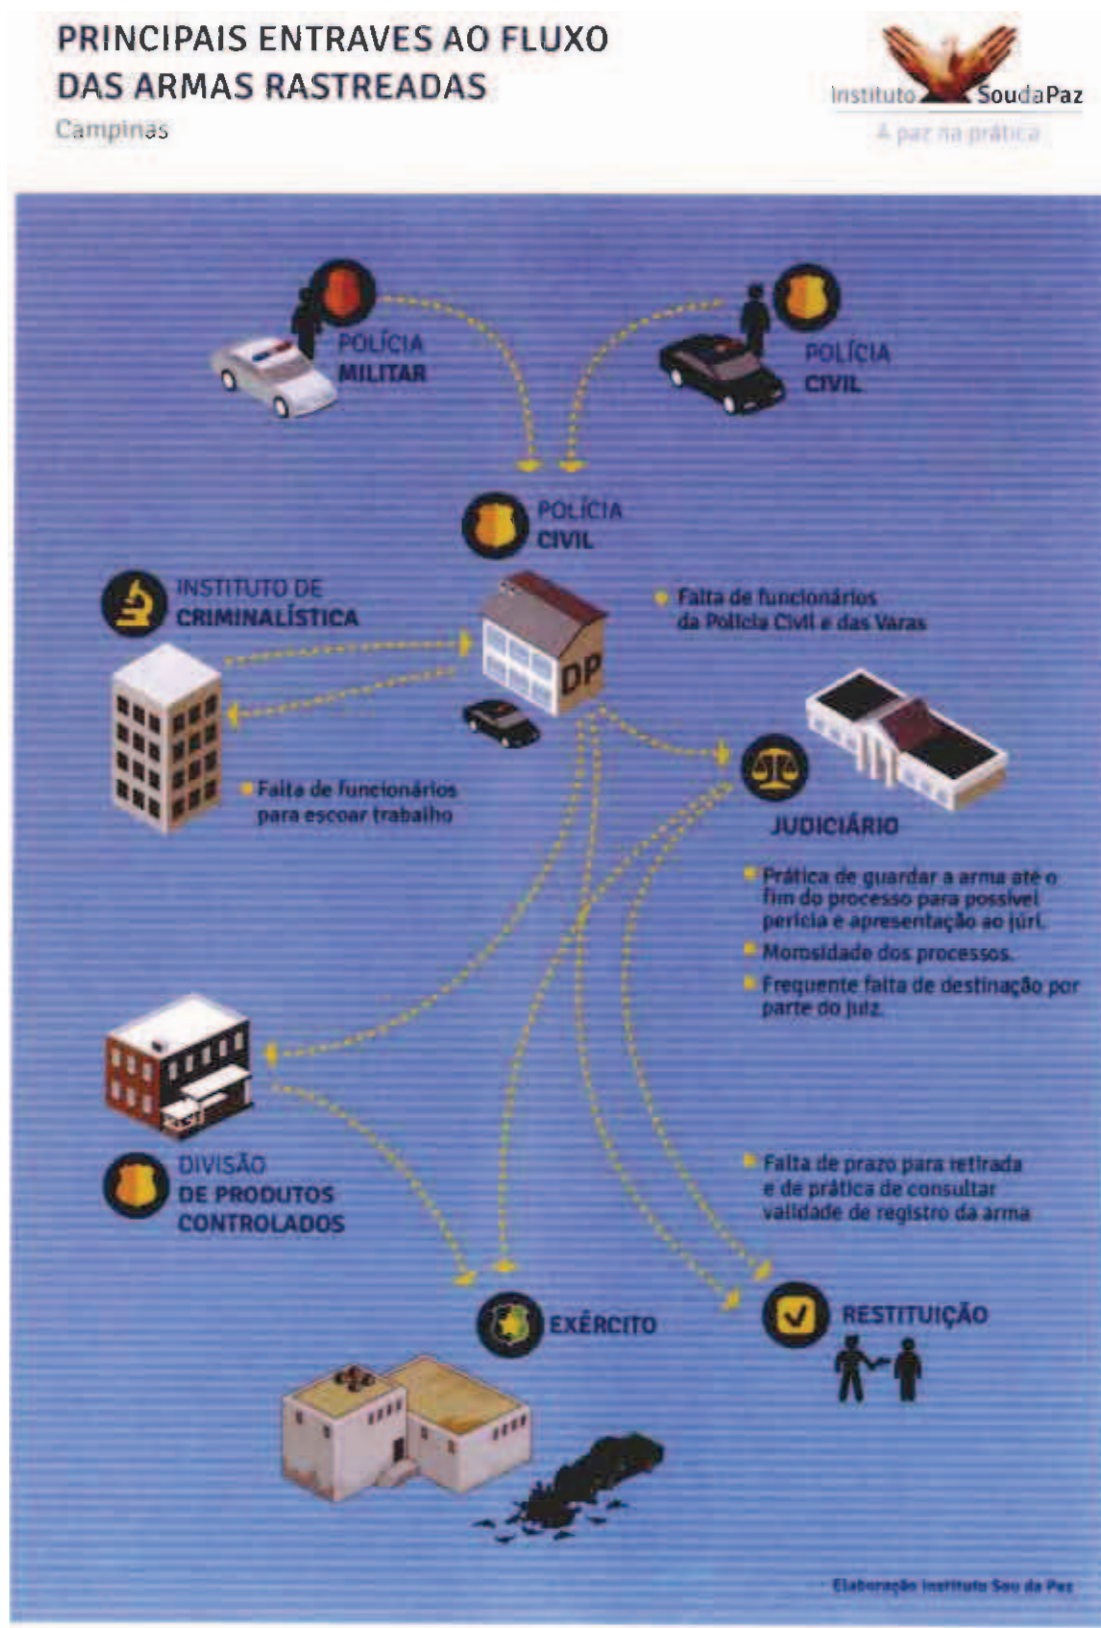 PRINCIPAIS ENTRAVES AO FLUXO
DAS ARMAS RASTREADAS
Campinas
Instituto SoudaPaz
A paz na prática
POLÍCIA
MILITAR
POLÍCIA
CIVIL
POLÍCIA
CIVIL
INSTITUTO DE
CRIMINALÍSTICA
Falta de funcionários
da Polícia Civil e das Varas
DP
Falta de funcionários
para escoar trabalho
JUDICIÁRIO
Prática de guardar a arma até o
fim do processo para possível
perícia e apresentação ao júri.
Morosidade dos processos.
Frequente falta de destinação por
parte do juiz.
DIVISÃO
DE PRODUTOS
CONTROLADOS
Falta de prazo para retirada
e de prática de consultar
validade de registro da arma
EXÉRCITO
RESTITUIÇÃO
Elaboração Instituto Sou da Paz